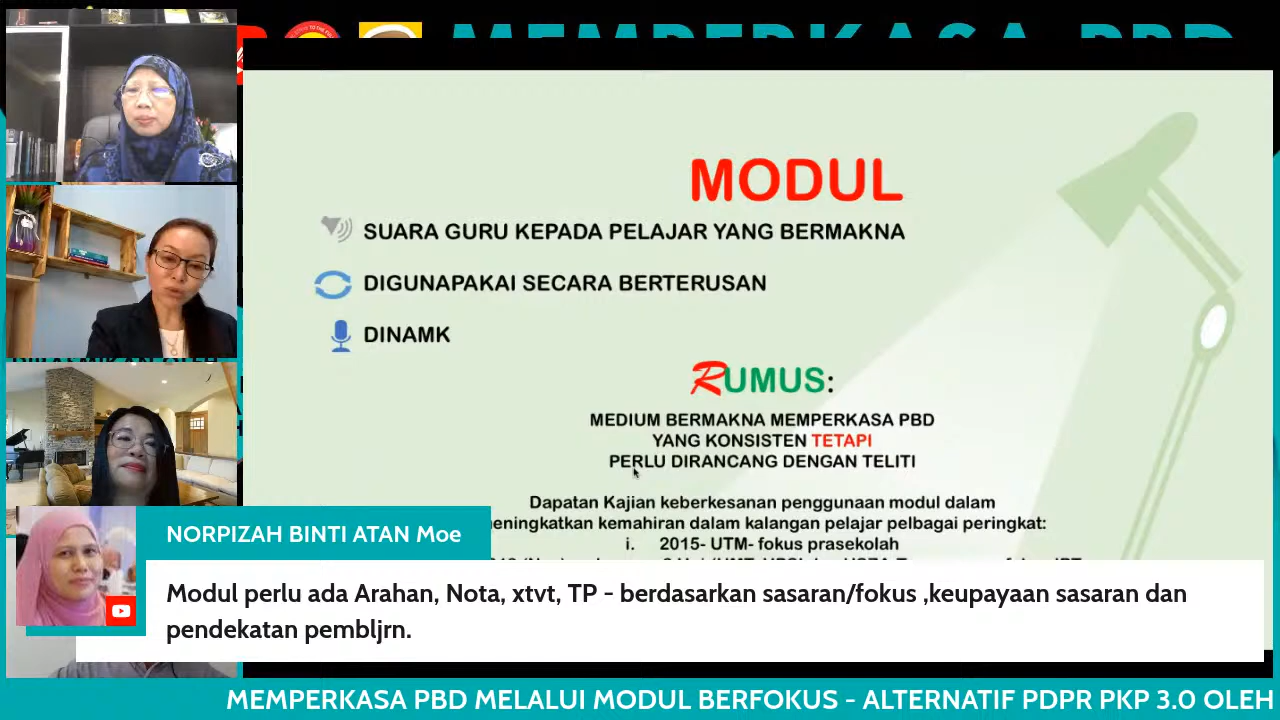 MEMPERKASA PBD
MODUL
SUARA GURU KEPADA PELAJAR YANG BERMAKNA
DIGUNAPAKAI SECARA BERTERUSAN
DINAMK
RUMUS:
MEDIUM BERMAKNA MEMPERKASA PBD
YANG KONSISTEN TETAPI
PERLU DIRANCANG DENGAN TELITI
Dapatan Kajian keberkesanan penggunaan modul dalam
meningkatkan kemahiran dalam kalangan pelajar pelbagai peringkat:
i. 2015- UTM- fokus prasekolah
NORPIZAH BINTI ATAN Moe
Modul perlu ada Arahan, Nota, xtvt, TP - berdasarkan sasaran/fokus ,keupayaan sasaran dan
pendekatan pembljrn.
MEMPERKASA PBD MELALUI MODUL BERFOKUS - ALTERNATIF PDPR PKP 3.0 OLEH